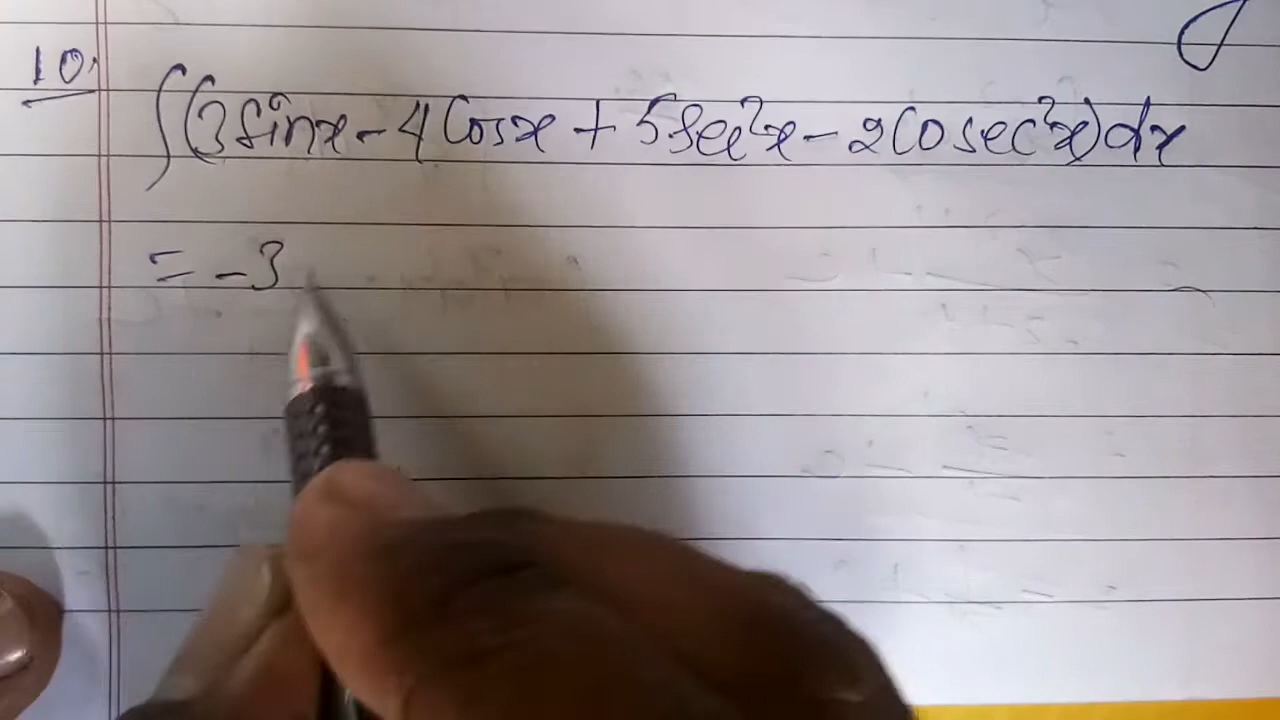 10.
∫(3sinx - 4Cosx + 5sec²x - 2Cosec²x)dx
= -3